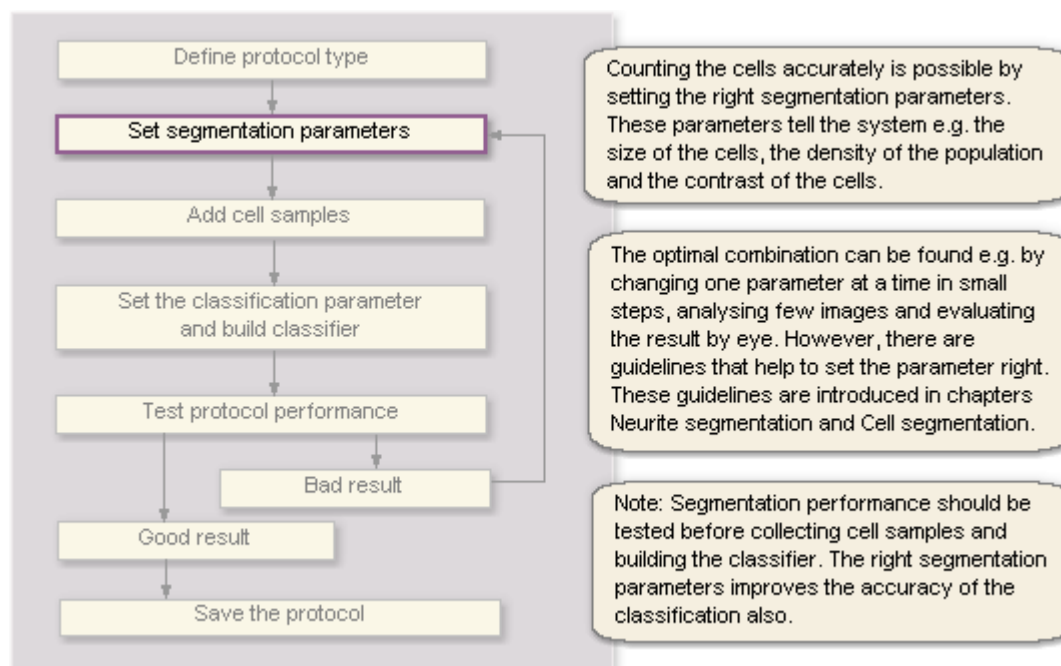 Define protocol type
Set segmentation parameters
Add cell samples
Set the classification parameter
and build classifier
Test protocol performance
Bad result
Good result
Save the protocol
Counting the cells accurately is possible by
setting the right segmentation parameters.
These parameters tell the system e.g. the
size of the cells, the density of the population
and the contrast of the cells.
The optimal combination can be found e.g. by
changing one parameter at a time in small
steps, analysing few images and evaluating
the result by eye. However, there are
guidelines that help to set the parameter right.
These guidelines are introduced in chapters
Neurite segmentation and Cell segmentation.
Note: Segmentation performance should be
tested before collecting cell samples and
building the classifier. The right segmentation
parameters improves the accuracy of the
classification also.